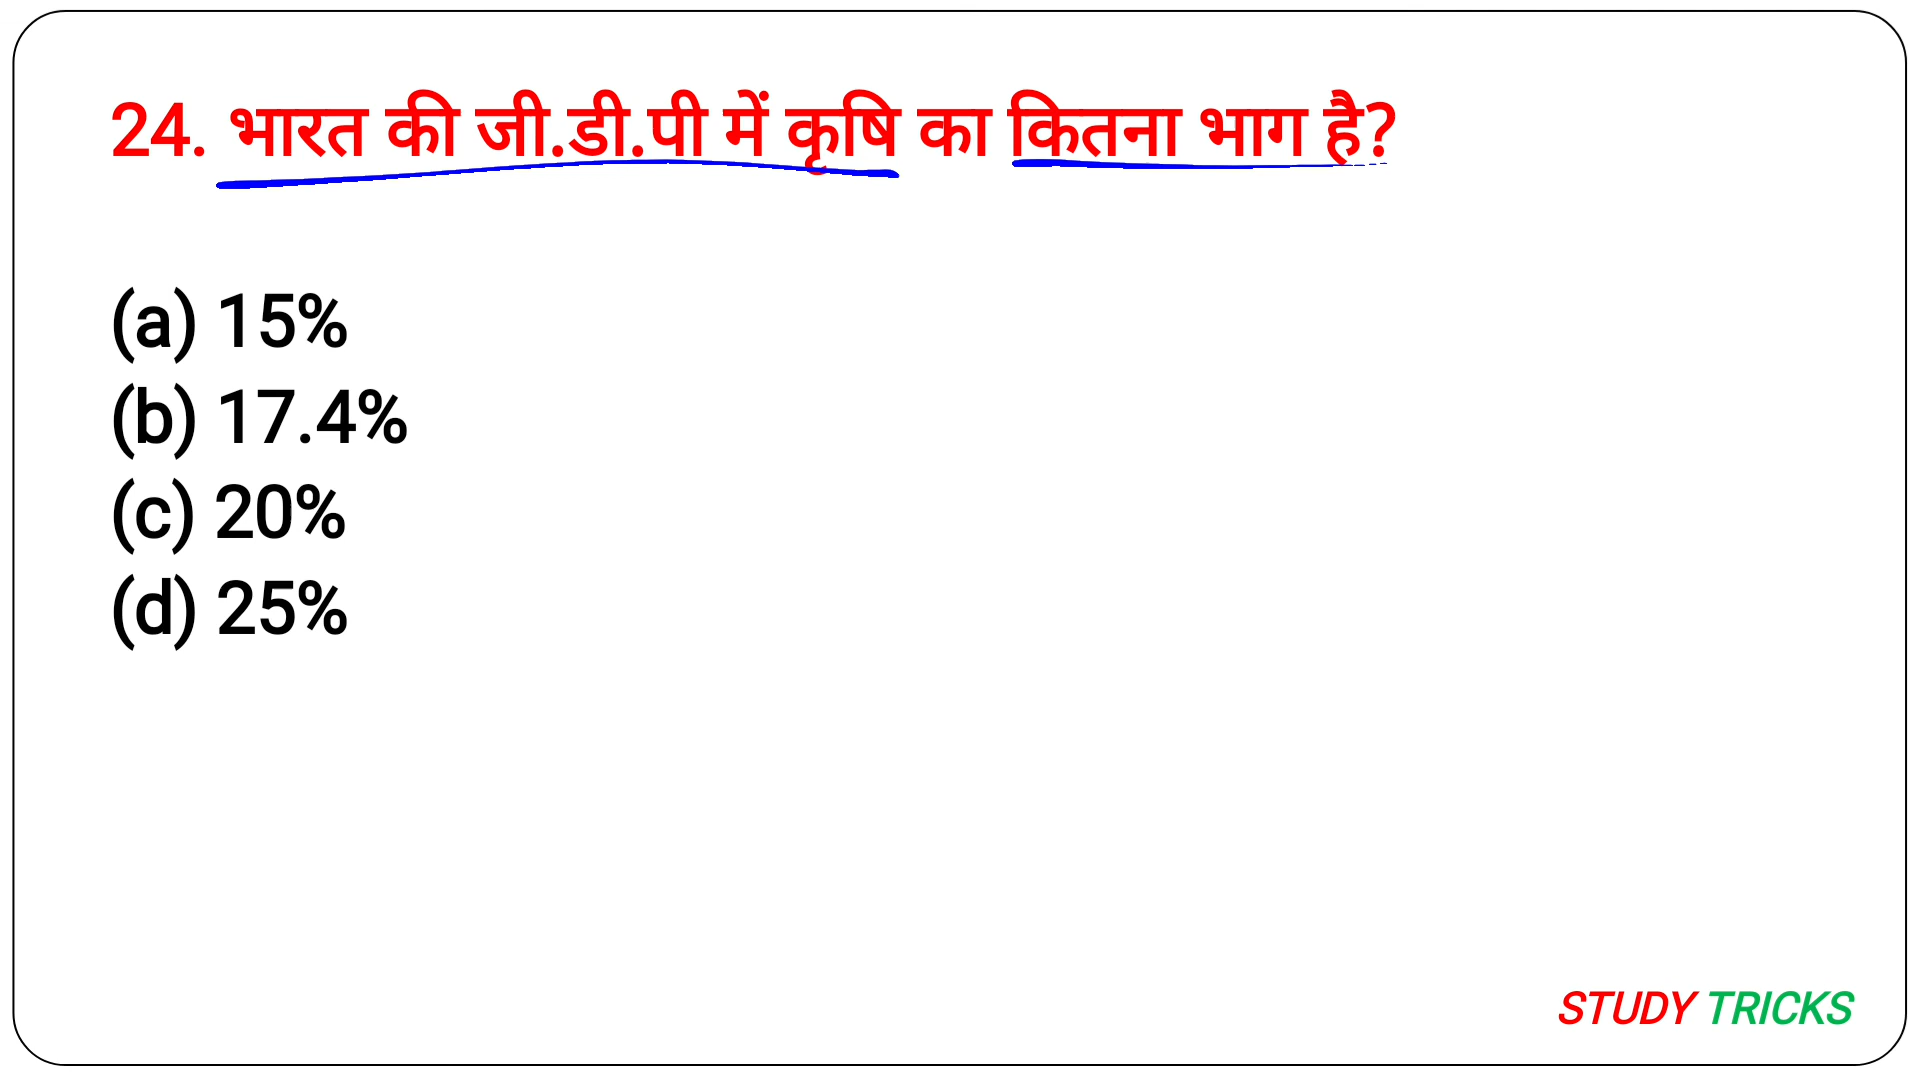 24. भारत की जी.डी.पी में कृषि का कितना भाग है?
(a) 15%
(b) 17.4%
(c) 20%
(d) 25%
STUDY TRICKS